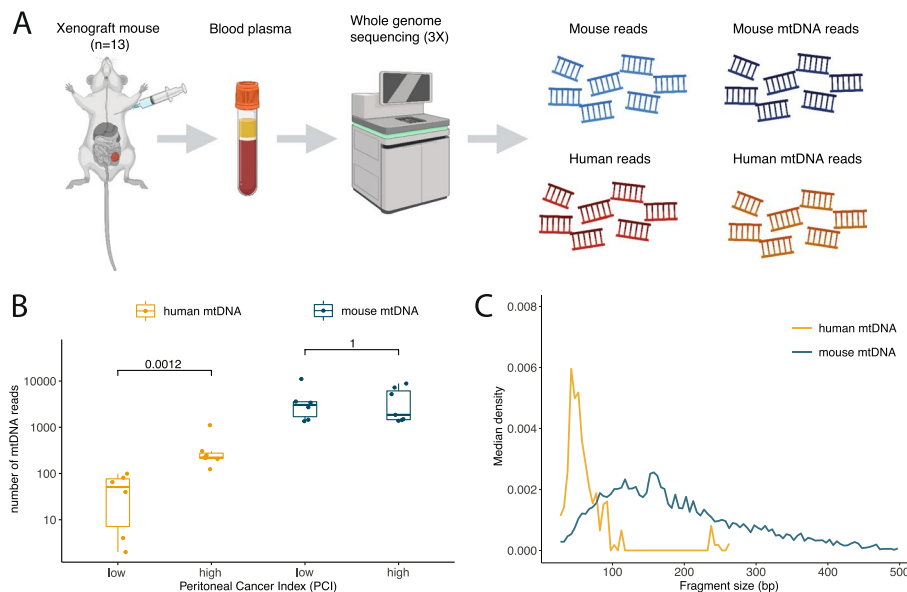 A
Xenograft mouse
(n=13)
Blood plasma
Whole genome
sequencing (3X)
Mouse reads
Mouse mtDNA reads
Human reads
Human mtDNA reads
B
human mtDNA
mouse mtDNA
number of mtDNA reads
10000
1000
100
10
0.0012
1
low
high
low
high
Peritoneal Cancer Index (PCI)
C
human mtDNA
mouse mtDNA
Median density
0.008
0.006
0.004
0.002
0.000
100
200
300
400
500
Fragment size (bp)